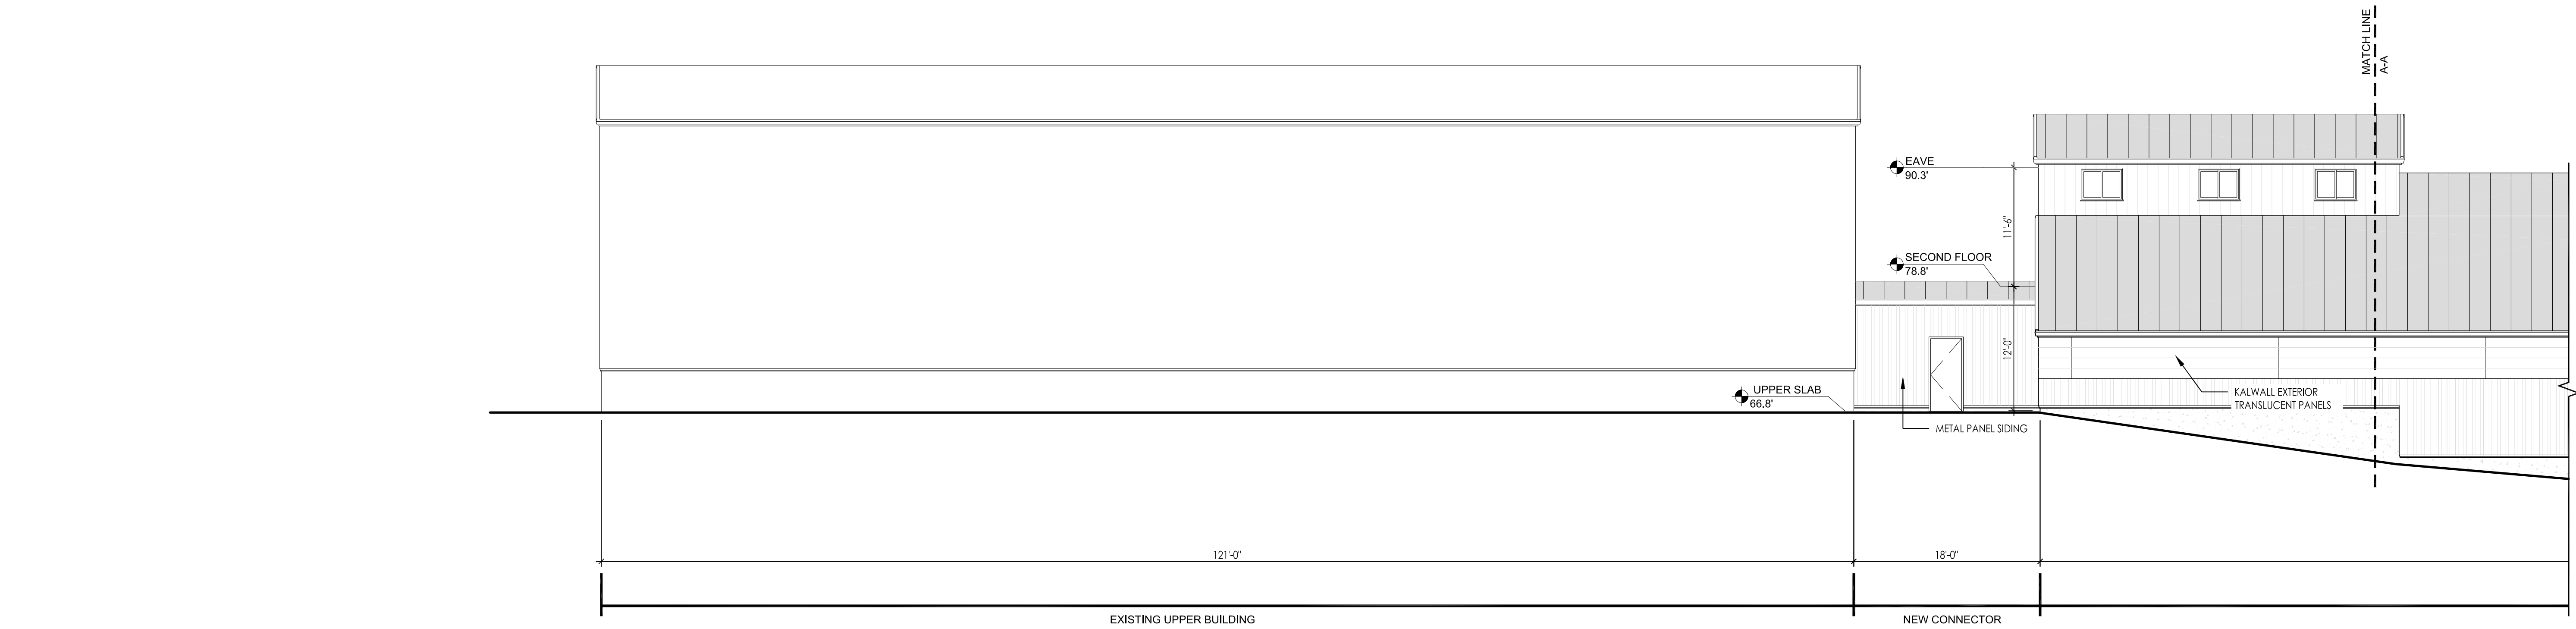 MATCH LINE
A-A
EAVE
90.3'
11'-6"
SECOND FLOOR
78.8'
12'-0"
UPPER SLAB
66.8'
KALWALL EXTERIOR
TRANSLUCENT PANELS
METAL PANEL SIDING
121'-0"
18'-0"
EXISTING UPPER BUILDING
NEW CONNECTOR